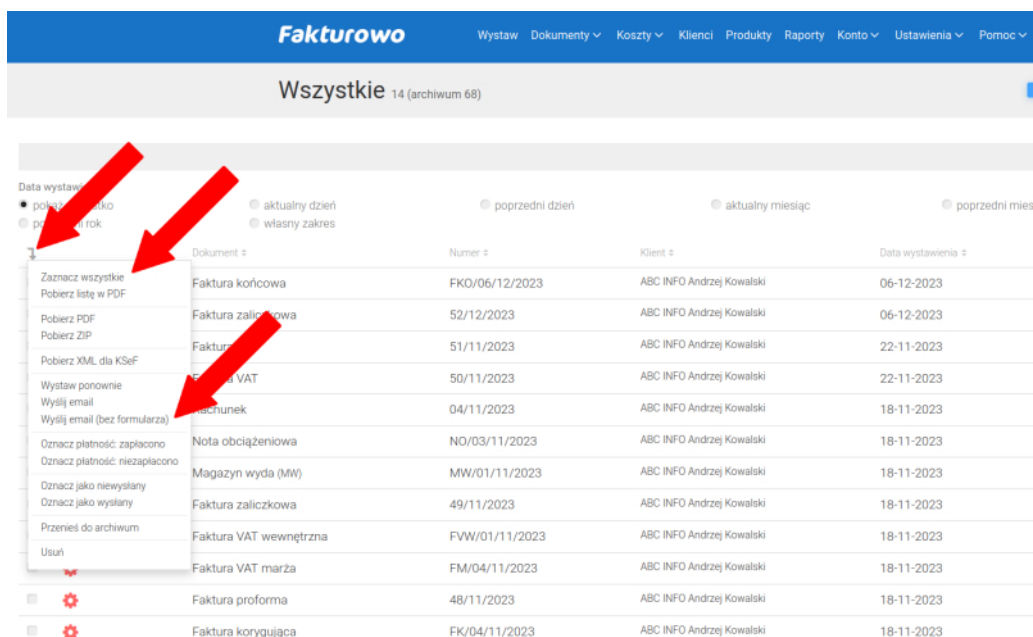 Fakturowo Wystaw Dokumenty Koszty Klienci Produkty Raporty Konto Ustawienia Pomoc
Wszystkie 14 (archiwum 68)
Data
aktualny dzień poprzedni dzień aktualny miesiąc poprzedni
rok własny zakres
Dokument Numer Klient Data wystawienia
Zaznacz wszystkie
Pobierz listę w PDF
Pobierz PDF
Pobierz ZIP
Pobierz XML dla KSeF
Wystaw ponownie
Wyślij email
Wyślij email (bez formularza)
Oznacz płatność: zapłacono
Oznacz płatność: niezapłacono
Oznacz jako niewysłany
Oznacz jako wysłany
Przenieś do archiwum
Usuń
Faktura końcowa FKO/06/12/2023 ABC INFO Andrzej Kowalski 06-12-2023
Faktura 52/12/2023 ABC INFO Andrzej Kowalski 06-12-2023
Faktura 51/11/2023 ABC INFO Andrzej Kowalski 22-11-2023
VAT 50/11/2023 ABC INFO Andrzej Kowalski 22-11-2023
04/11/2023 ABC INFO Andrzej Kowalski 18-11-2023
Nota obciążeniowa NO/03/11/2023 ABC INFO Andrzej Kowalski 18-11-2023
Magazyn wyda (MW) MW/01/11/2023 ABC INFO Andrzej Kowalski 18-11-2023
Faktura zaliczkowa 49/11/2023 ABC INFO Andrzej Kowalski 18-11-2023
Faktura VAT wewnętrzna FVW/01/11/2023 ABC INFO Andrzej Kowalski 18-11-2023
Faktura VAT marża FM/04/11/2023 ABC INFO Andrzej Kowalski 18-11-2023
Faktura proforma 48/11/2023 ABC INFO Andrzej Kowalski 18-11-2023
Faktura korygująca FK/04/11/2023 ABC INFO Andrzej Kowalski 18-11-2023